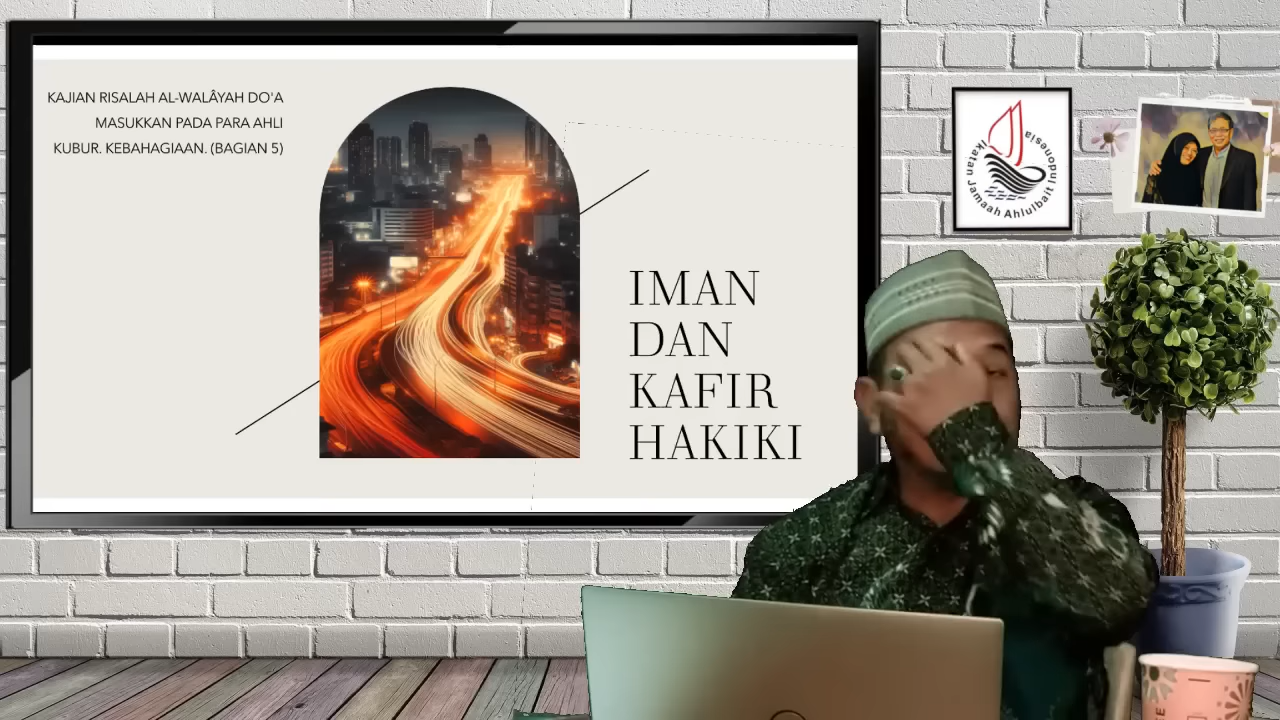 KAJIAN RISALAH AL-WALÂYAH DO'A
MASUKKAN PADA PARA AHLI
KUBUR. KEBAHAGIAAN. (BAGIAN 5)
IMAN
DAN
KAFIR
HAKIKI
Ikatan Jamaah Ahlulbait Indonesia